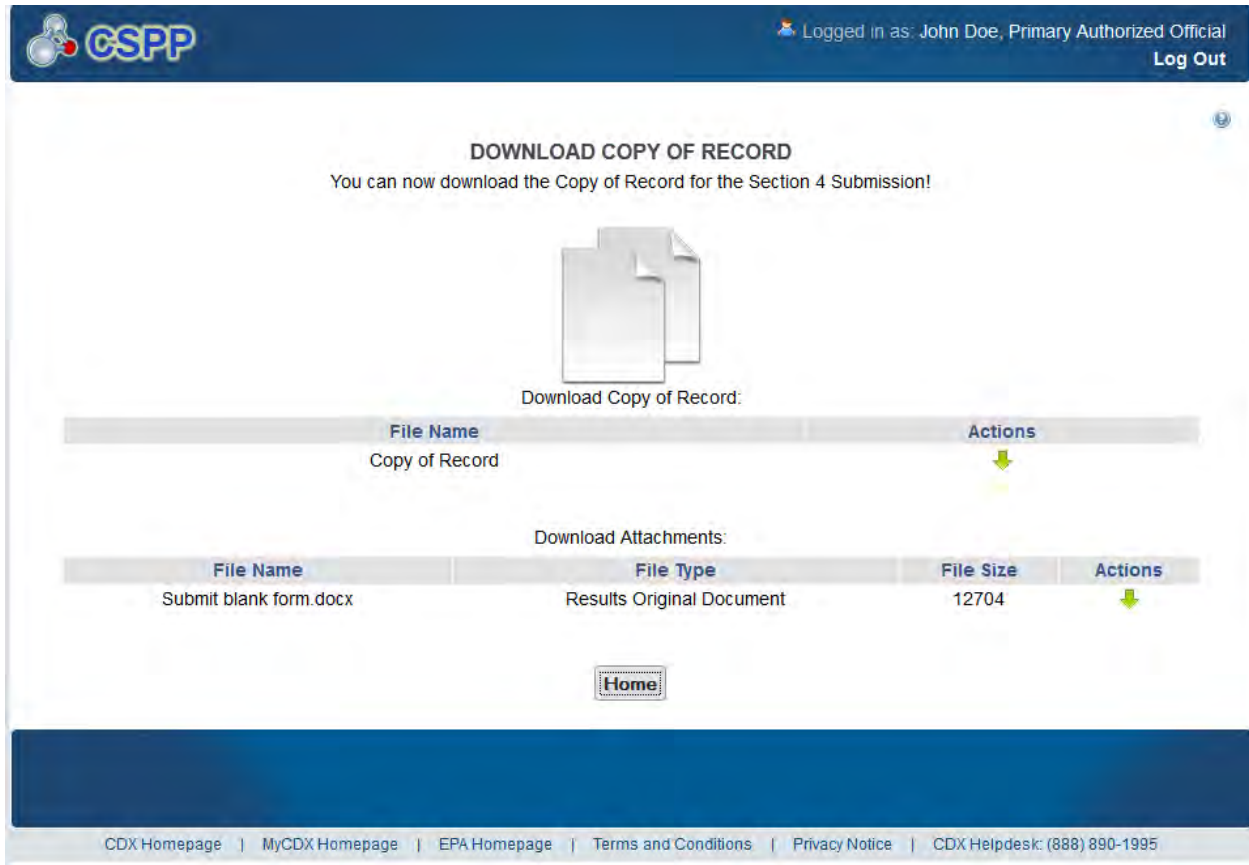 CSPP
Logged in as: John Doe, Primary Authorized Official
Log Out
DOWNLOAD COPY OF RECORD
You can now download the Copy of Record for the Section 4 Submission!
Download Copy of Record:
File Name Actions
Copy of Record
Download Attachments:
File Name File Type File Size Actions
Submit blank form.docx Results Original Document 12704
Home
CDX Homepage | MyCDX Homepage | EPA Homepage | Terms and Conditions | Privacy Notice | CDX Helpdesk: (888) 890-1995